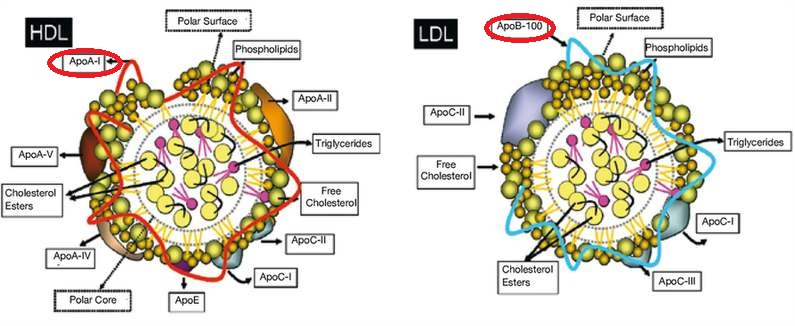 HDL
Polar Surface
ApoA-I
Phospholipids
ApoA-II
Triglycerides
ApoA-V
Cholesterol
Esters
Free
Cholesterol
ApoC-II
ApoA-IV
ApoC-I
Polar Core
ApoE
LDL
ApoB-100
Polar Surface
Phospholipids
ApoC-II
Triglycerides
Free
Cholesterol
ApoC-I
Cholesterol
Esters
ApoC-III